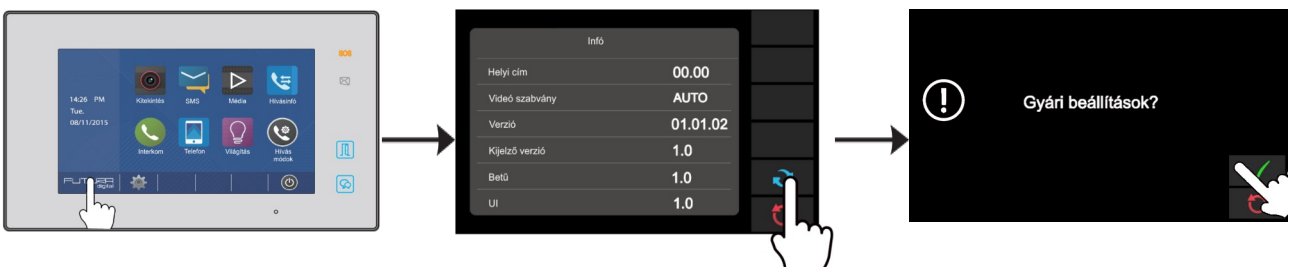 SOS
14:26 PM
Tue.
08/11/2015
Kitekintés
SMS
Média
Hívásinfó
Interkom
Telefon
Világítás
Hívás
módok
FUTURA
digital
Infó
Helyi cím 00.00
Videó szabvány AUTO
Verzió 01.01.02
Kijelző verzió 1.0
Betű 1.0
UI 1.0
Gyári beállítások?